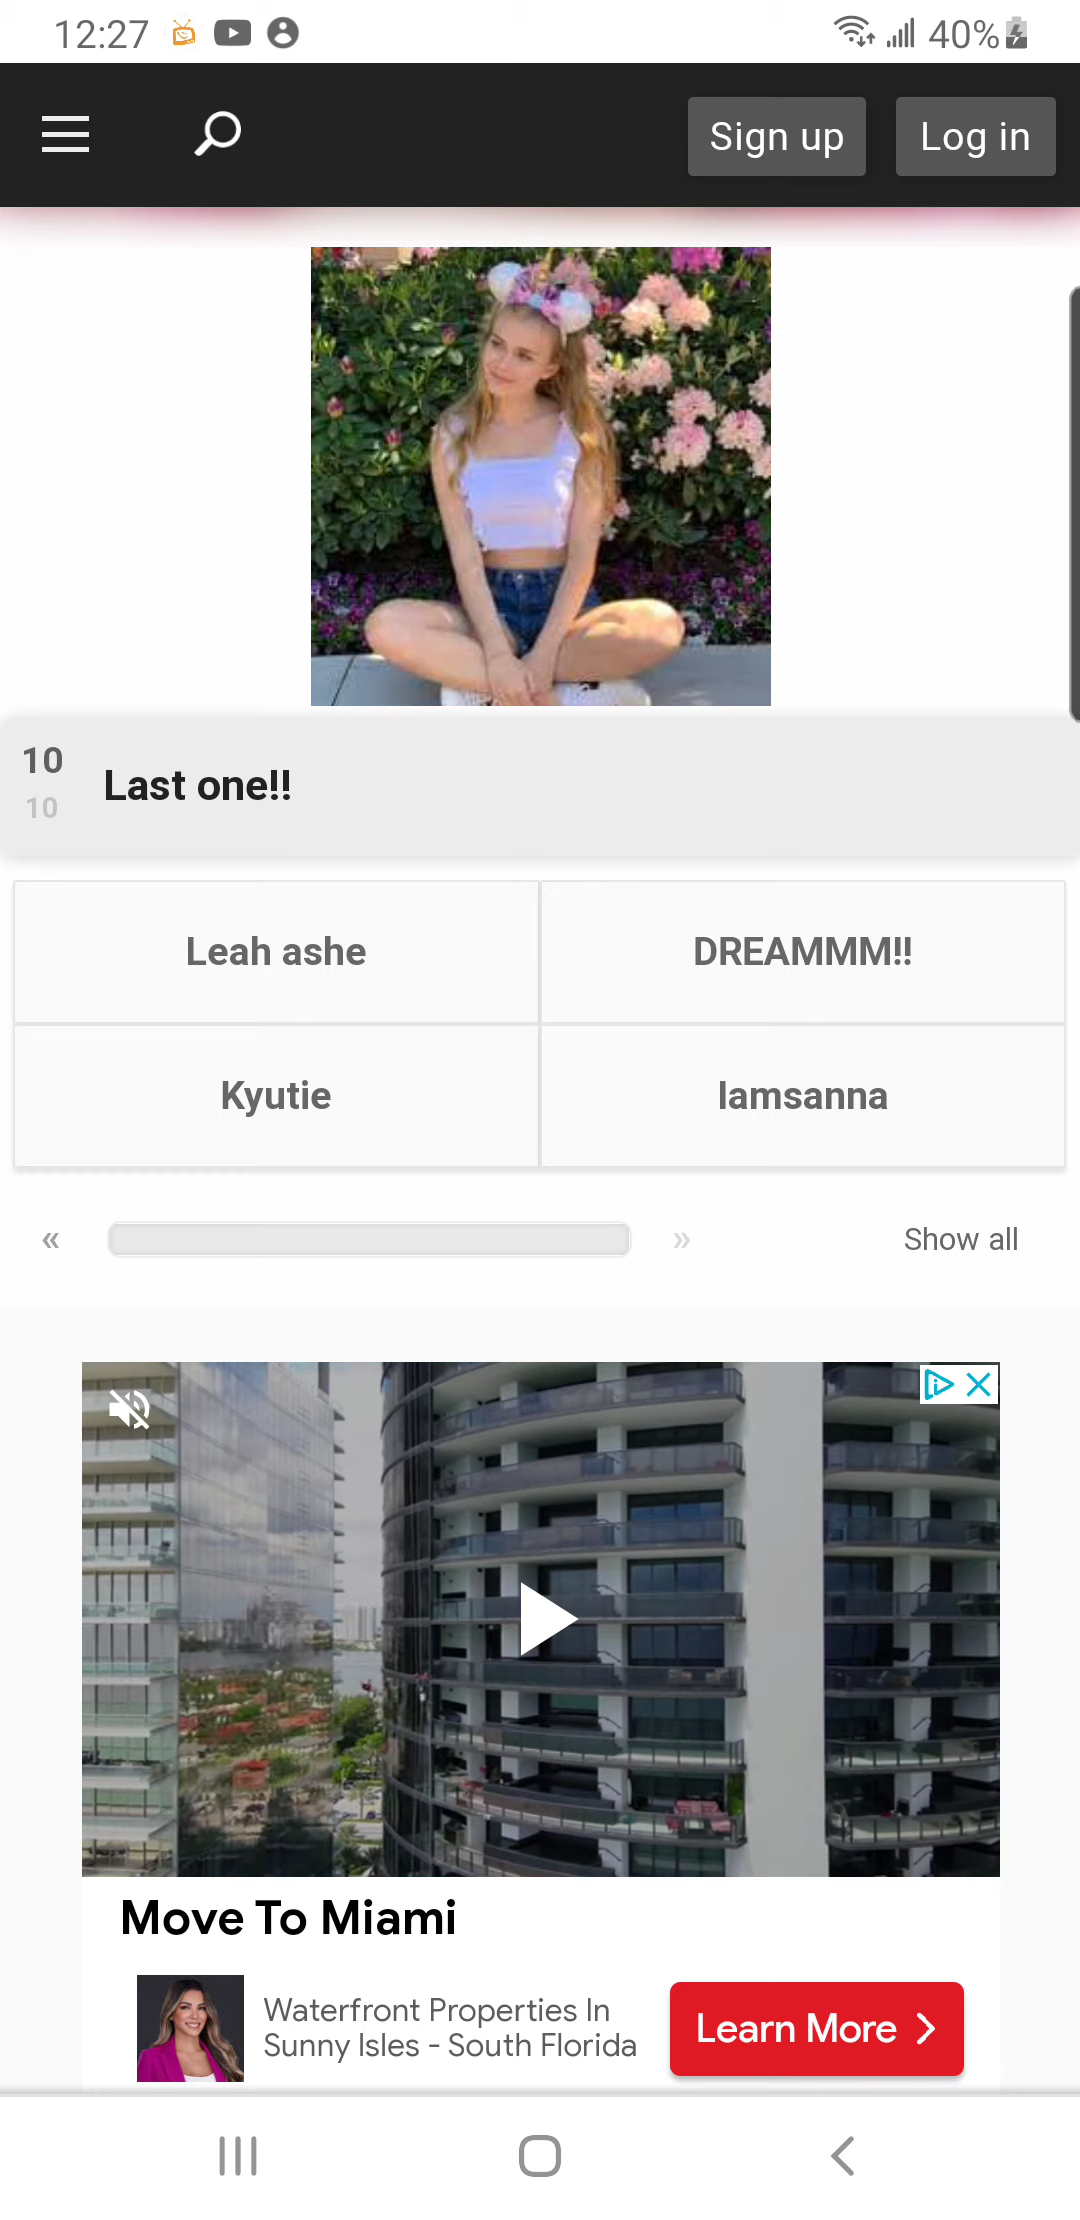 12:27
40%
Sign up
Log in
10
10
Last one!!
Leah ashe
DREAMMM!!
Kyutie
Iamsanna
«
»
Show all
Move To Miami
Waterfront Properties In
Sunny Isles - South Florida
Learn More